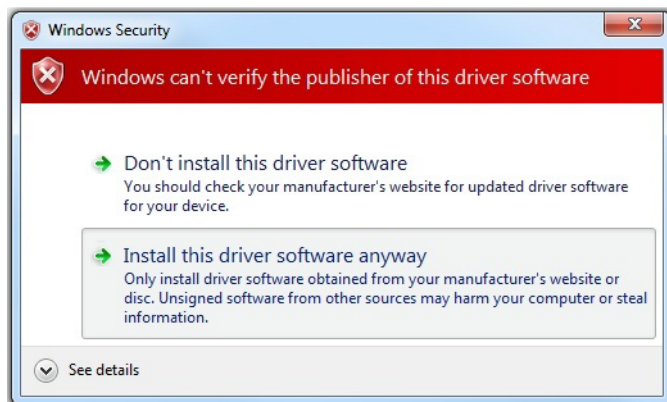 Windows Security
Windows can't verify the publisher of this driver software
Don't install this driver software
You should check your manufacturer's website for updated driver software
for your device.
Install this driver software anyway
Only install driver software obtained from your manufacturer's website or
disc. Unsigned software from other sources may harm your computer or steal
information.
See details